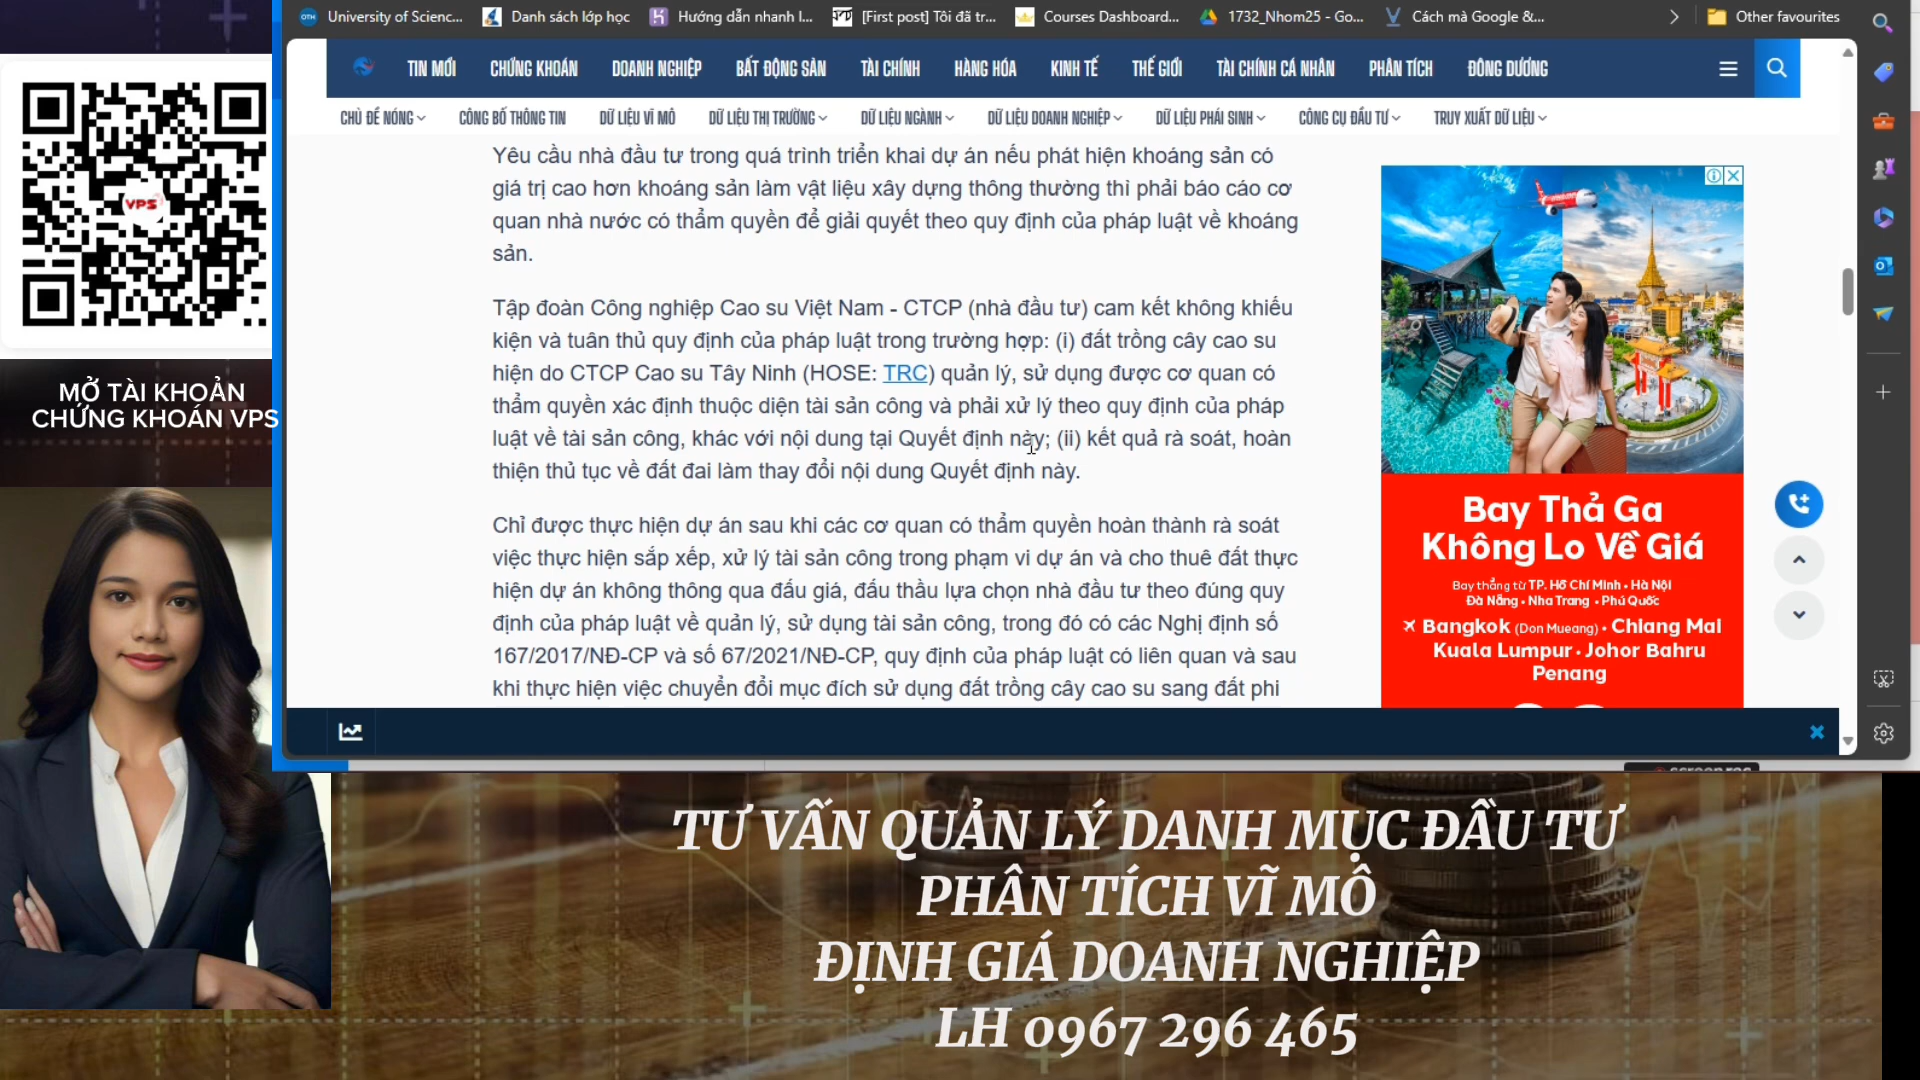 University of Scienc...
Danh sách lớp học
Hướng dẫn nhanh l...
[First post] Tôi đã tr...
Courses Dashboard...
1732_Nhom25 - Go...
Cách mà Google &...
Other favourites
TIN MỚI
CHỨNG KHOÁN
DOANH NGHIỆP
BẤT ĐỘNG SẢN
TÀI CHÍNH
HÀNG HÓA
KINH TẾ
THẾ GIỚI
TÀI CHÍNH CÁ NHÂN
PHÂN TÍCH
ĐÔNG DƯƠNG
CHỦ ĐỀ NÓNG
CÔNG BỐ THÔNG TIN
DỮ LIỆU VĨ MÔ
DỮ LIỆU THỊ TRƯỜNG
DỮ LIỆU NGÀNH
DỮ LIỆU DOANH NGHIỆP
DỮ LIỆU PHÁI SINH
CÔNG CỤ ĐẦU TƯ
TRUY XUẤT DỮ LIỆU
Yêu cầu nhà đầu tư trong quá trình triển khai dự án nếu phát hiện khoáng sản có
giá trị cao hơn khoáng sản làm vật liệu xây dựng thông thường thì phải báo cáo cơ
quan nhà nước có thẩm quyền để giải quyết theo quy định của pháp luật về khoáng
sản.
Tập đoàn Công nghiệp Cao su Việt Nam - CTCP (nhà đầu tư) cam kết không khiếu
kiện và tuân thủ quy định của pháp luật trong trường hợp: (i) đất trồng cây cao su
hiện do CTCP Cao su Tây Ninh (HOSE: TRC) quản lý, sử dụng được cơ quan có
thẩm quyền xác định thuộc diện tài sản công và phải xử lý theo quy định của pháp
luật về tài sản công, khác với nội dung tại Quyết định này; (ii) kết quả rà soát, hoàn
thiện thủ tục về đất đai làm thay đổi nội dung Quyết định này.
Chỉ được thực hiện dự án sau khi các cơ quan có thẩm quyền hoàn thành rà soát
việc thực hiện sắp xếp, xử lý tài sản công trong phạm vi dự án và cho thuê đất thực
hiện dự án không thông qua đấu giá, đấu thầu lựa chọn nhà đầu tư theo đúng quy
định của pháp luật về quản lý, sử dụng tài sản công, trong đó có các Nghị định số
167/2017/NĐ-CP và số 67/2021/NĐ-CP, quy định của pháp luật có liên quan và sau
khi thực hiện việc chuyển đổi mục đích sử dụng đất trồng cây cao su sang đất phi
Bay Thả Ga
Không Lo Về Giá
Bay thẳng từ TP. Hồ Chí Minh • Hà Nội
Đà Nẵng • Nha Trang • Phú Quốc
Bangkok (Don Mueang) • Chiang Mai
Kuala Lumpur • Johor Bahru
Penang
VPS
MỞ TÀI KHOẢN
CHỨNG KHOÁN VPS
TƯ VẤN QUẢN LÝ DANH MỤC ĐẦU TƯ
PHÂN TÍCH VĨ MÔ
ĐỊNH GIÁ DOANH NGHIỆP
LH 0967 296 465